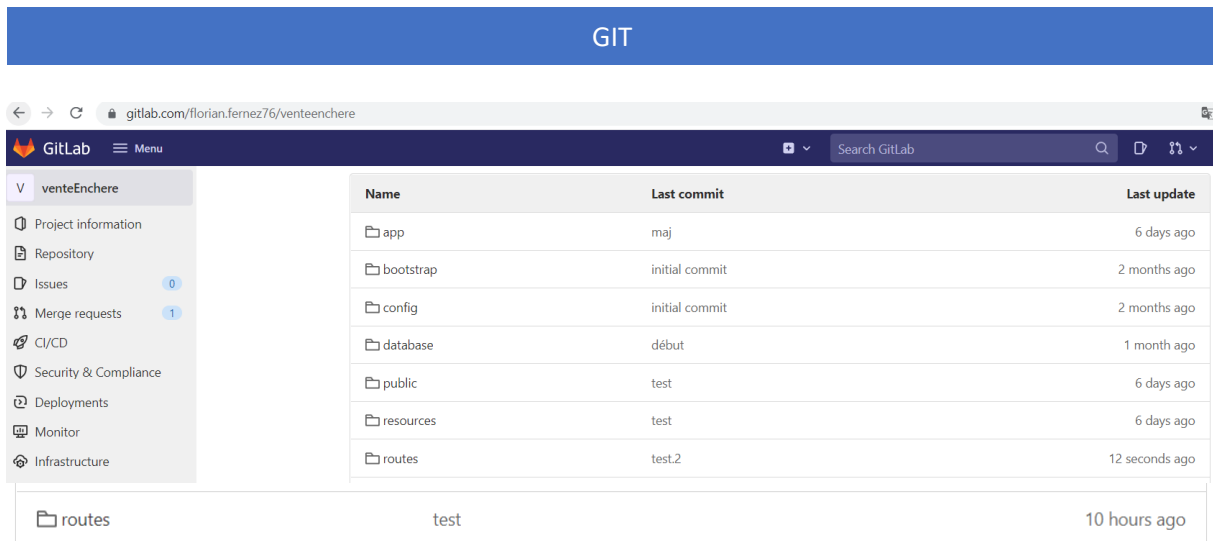 GIT
gitlab.com/florian.fernez76/venteenchere
GitLab Menu Search GitLab
V venteEnchere
Project information
Repository
Issues 0
Merge requests 1
CI/CD
Security & Compliance
Deployments
Monitor
Infrastructure
Name Last commit Last update
app maj 6 days ago
bootstrap initial commit 2 months ago
config initial commit 2 months ago
database début 1 month ago
public test 6 days ago
resources test 6 days ago
routes test.2 12 seconds ago
routes test 10 hours ago